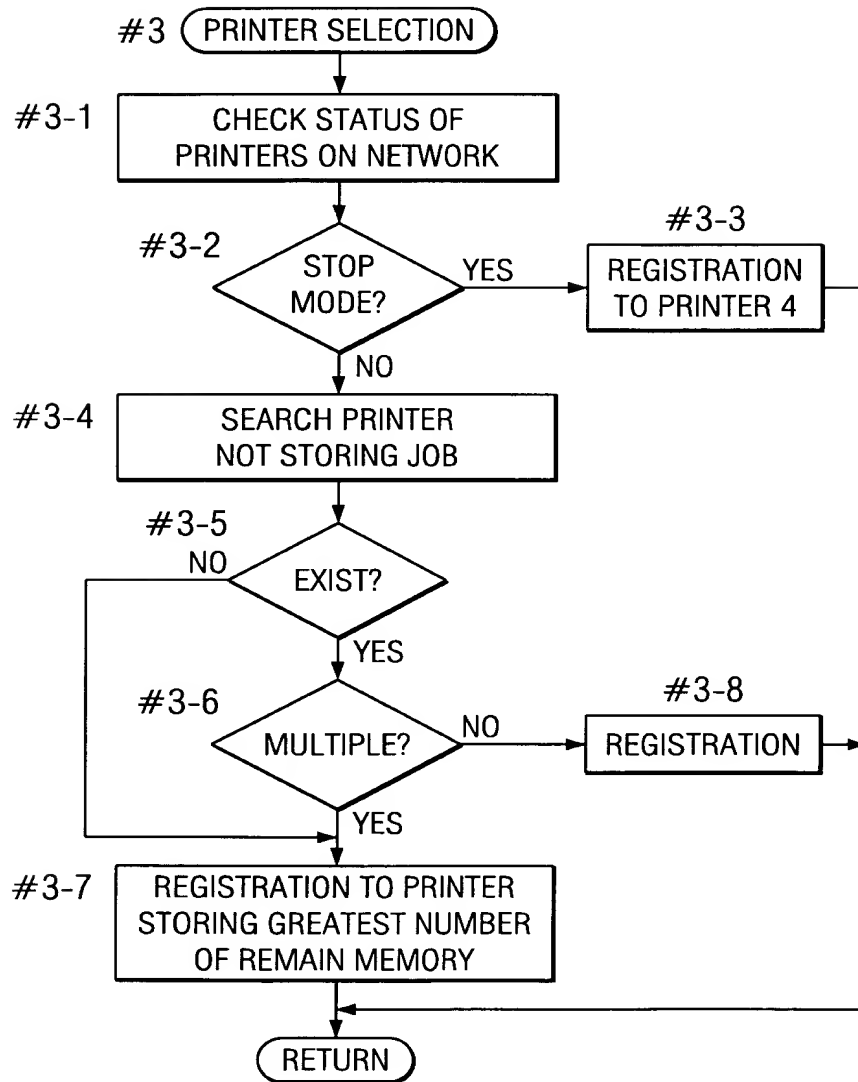 #3
PRINTER SELECTION
#3-1
CHECK STATUS OF
PRINTERS ON NETWORK
#3-2
STOP
MODE?
YES
#3-3
REGISTRATION
TO PRINTER 4
NO
#3-4
SEARCH PRINTER
NOT STORING JOB
#3-5
NO
EXIST?
YES
#3-6
MULTIPLE?
NO
#3-8
REGISTRATION
YES
#3-7
REGISTRATION TO PRINTER
STORING GREATEST NUMBER
OF REMAIN MEMORY
RETURN